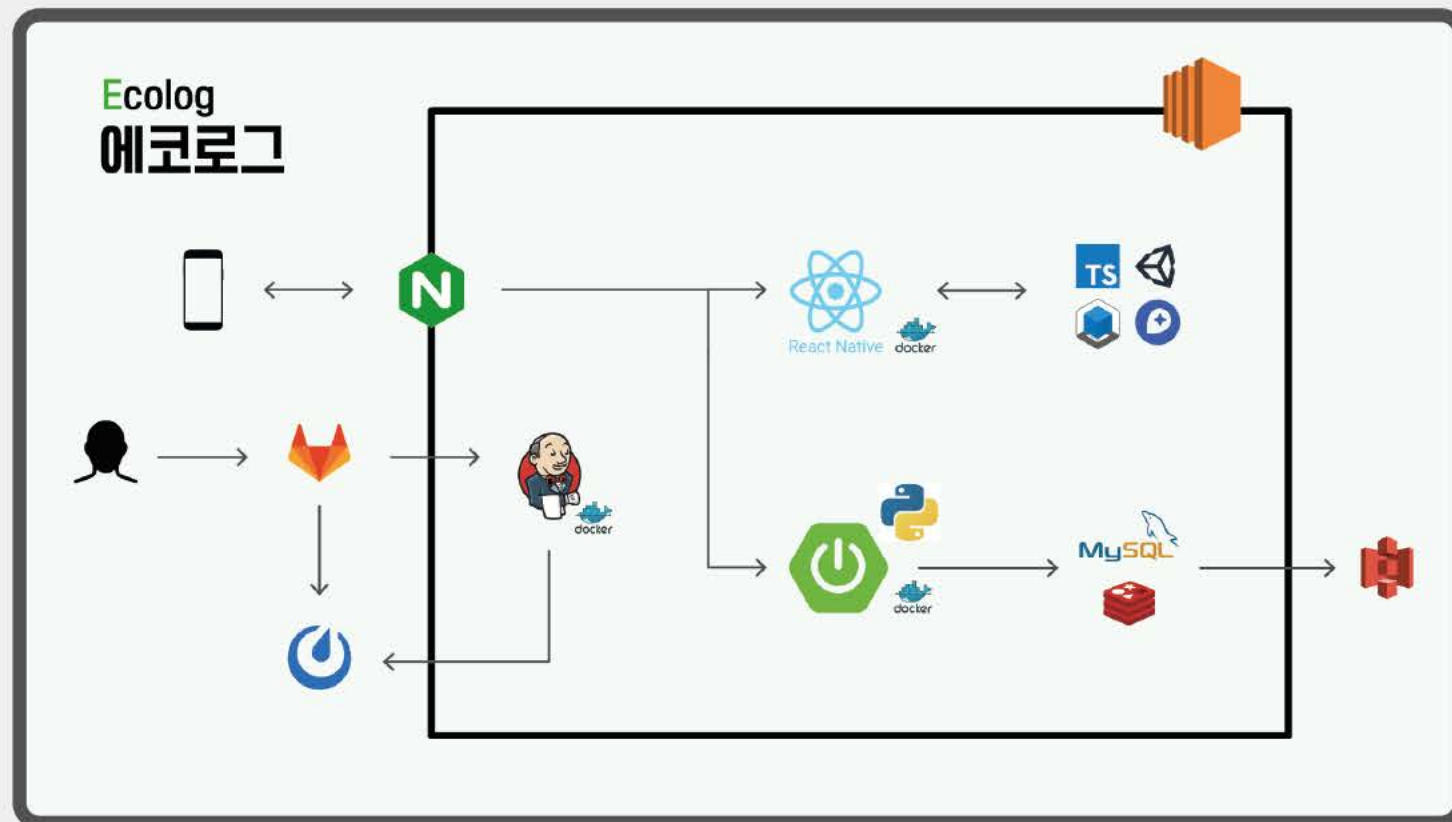 Ecolog
에코로그
N
TS
React Native
docker
docker
docker
MySQL